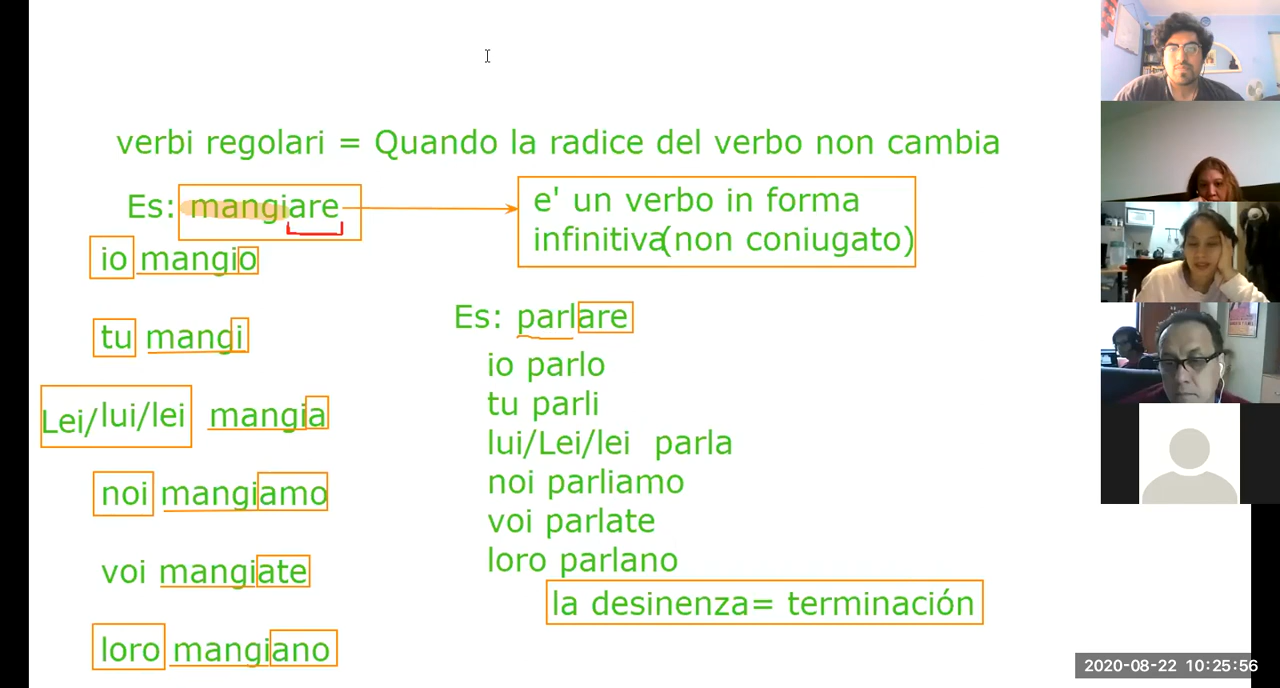 verbi regolari = Quando la radice del verbo non cambia
Es: mangiare
e' un verbo in forma
infinitiva(non coniugato)
io mangio
tu mangi
Lei/lui/lei mangia
noi mangiamo
voi mangiate
loro mangiano
Es: parlare
io parlo
tu parli
lui/Lei/lei parla
noi parliamo
voi parlate
loro parlano
la desinenza= terminación
2020-08-22 10:25:56